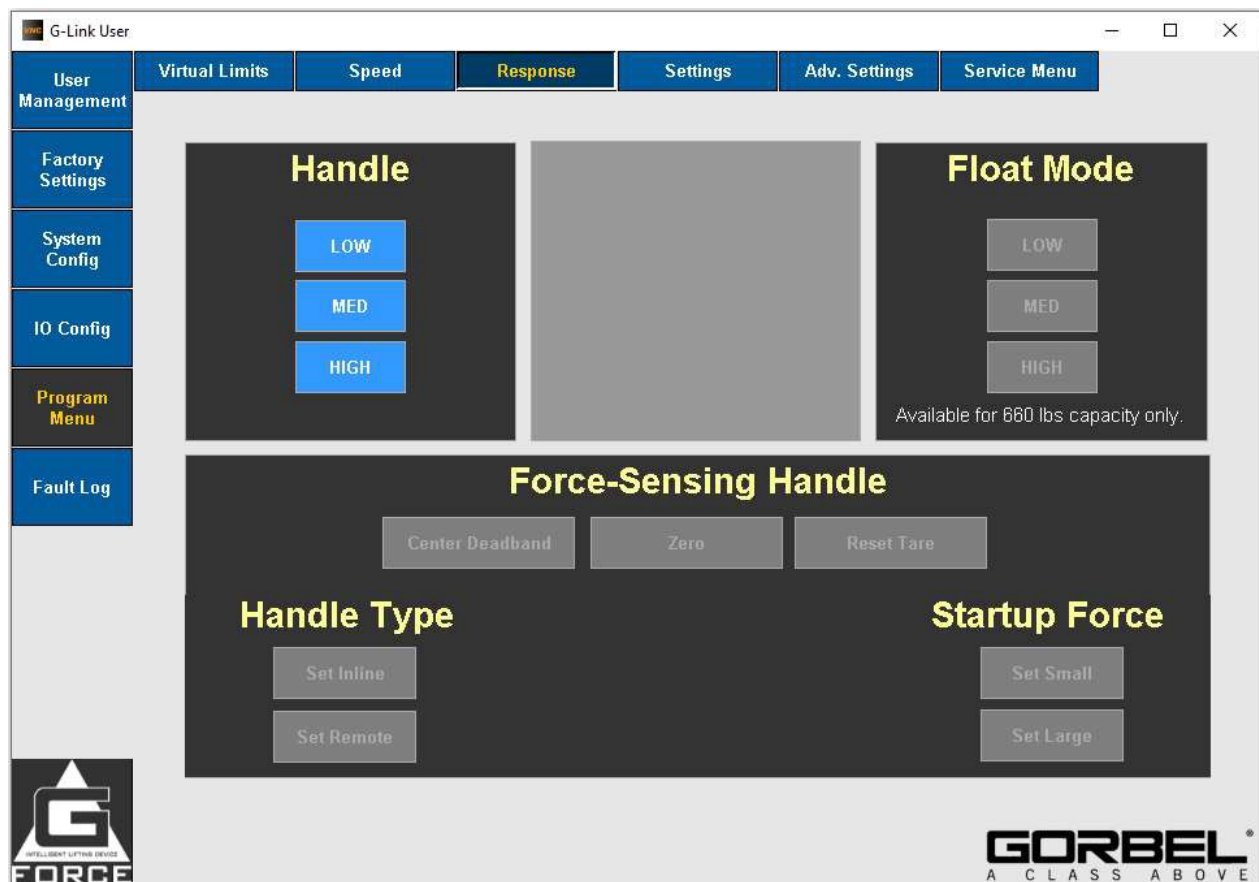 G-Link User
User
Management
Virtual Limits
Speed
Response
Settings
Adv. Settings
Service Menu
Factory
Settings
System
Config
IO Config
Program
Menu
Fault Log
Handle
LOW
MED
HIGH
Float Mode
LOW
MED
HIGH
Available for 660 lbs capacity only.
Force-Sensing Handle
Center Deadband
Zero
Reset Tare
Handle Type
Set Inline
Set Remote
Startup Force
Set Small
Set Large
G
INTELLIGENT LIFTING DEVICE
FORCE
GORBEL®
A CLASS ABOVE